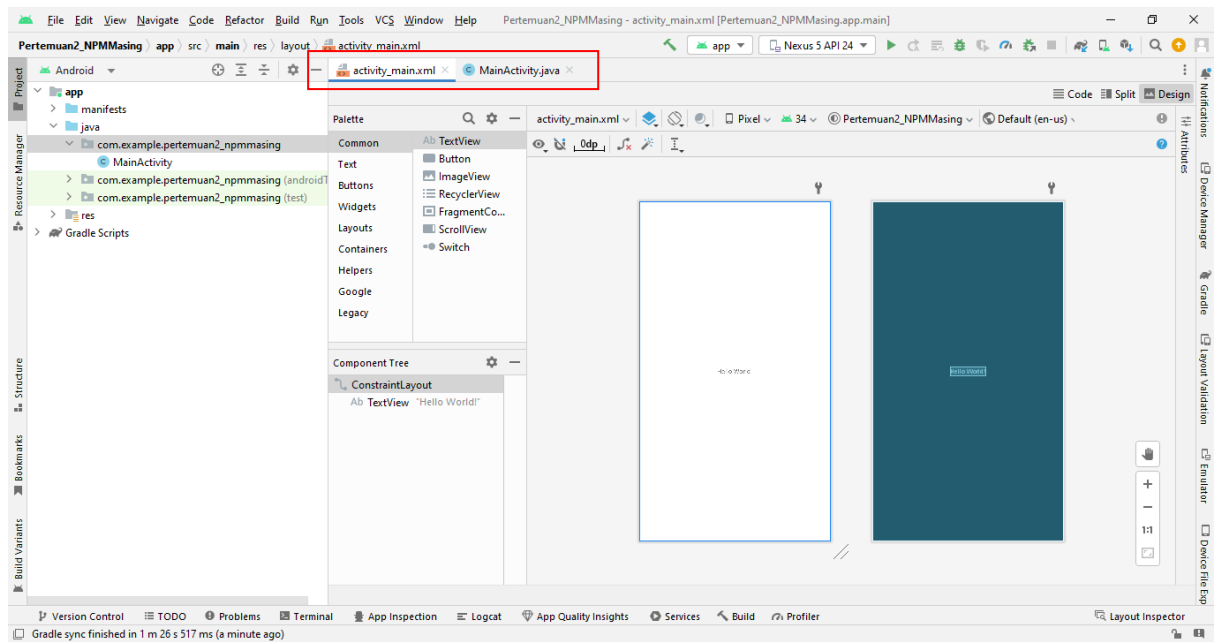 File Edit View Navigate Code Refactor Build Run Tools VCS Window Help Pertemuan2_NPMMasing - activity_main.xml [Pertemuan2_NPMMasing.app.main]
Pertemuan2_NPMMasing app src main res layout activity_main.xml app Nexus 5 API 24
Android activity_main.xml MainActivity.java
Code Split Design
Project
Resource Manager
Structure
Bookmarks
Build Variants
app
manifests
java
com.example.pertemuan2_npmmasing
MainActivity
com.example.pertemuan2_npmmasing (androidT
com.example.pertemuan2_npmmasing (test)
res
Gradle Scripts
Palette
Common
Text
Buttons
Widgets
Layouts
Containers
Helpers
Google
Legacy
Ab TextView
Button
ImageView
RecyclerView
FragmentCo...
ScrollView
Switch
Component Tree
ConstraintLayout
Ab TextView "Hello World!"
activity_main.xml Pixel 34 Pertemuan2_NPMMasing Default (en-us)
0dp
Hello World!
1:1
Notifications
Attributes
Device Manager
Gradle
Layout Validation
Emulator
Device File Exp
Version Control TODO Problems Terminal App Inspection Logcat App Quality Insights Services Build Profiler Layout Inspector
Gradle sync finished in 1 m 26 s 517 ms (a minute ago)